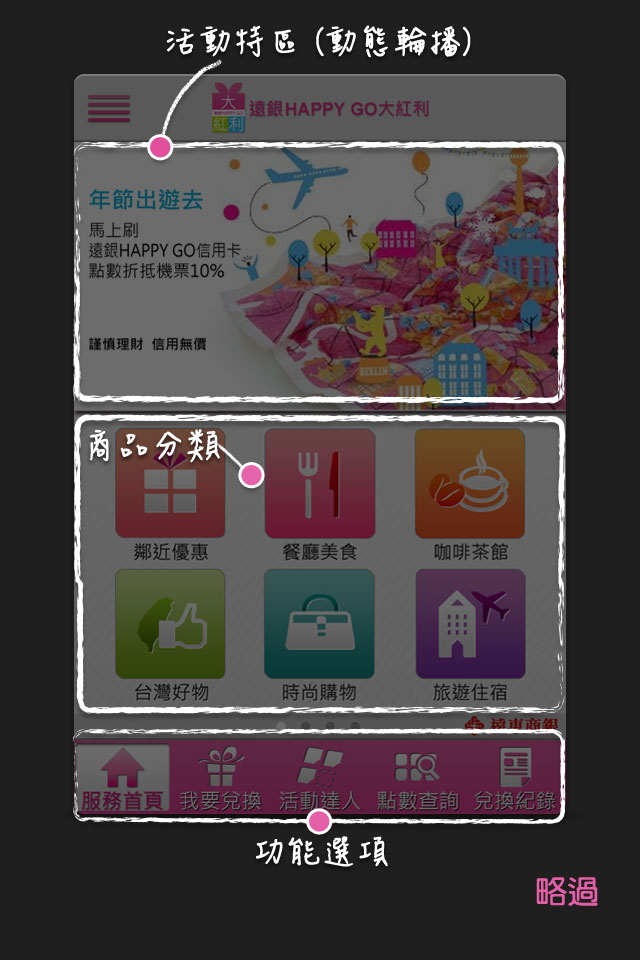 活動特區 (動態輪播)
大
紅利
遠銀HAPPY GO大紅利
年節出遊去
馬上刷
遠銀HAPPY GO信用卡
點數折抵機票10%
謹慎理財 信用無價
BERLIN
商品分類
鄰近優惠 餐廳美食 咖啡茶館
台灣好物 時尚購物 旅遊住宿
遠東商銀
服務首頁 我要兌換 活動達人 點數查詢 兌換紀錄
功能選項
略過